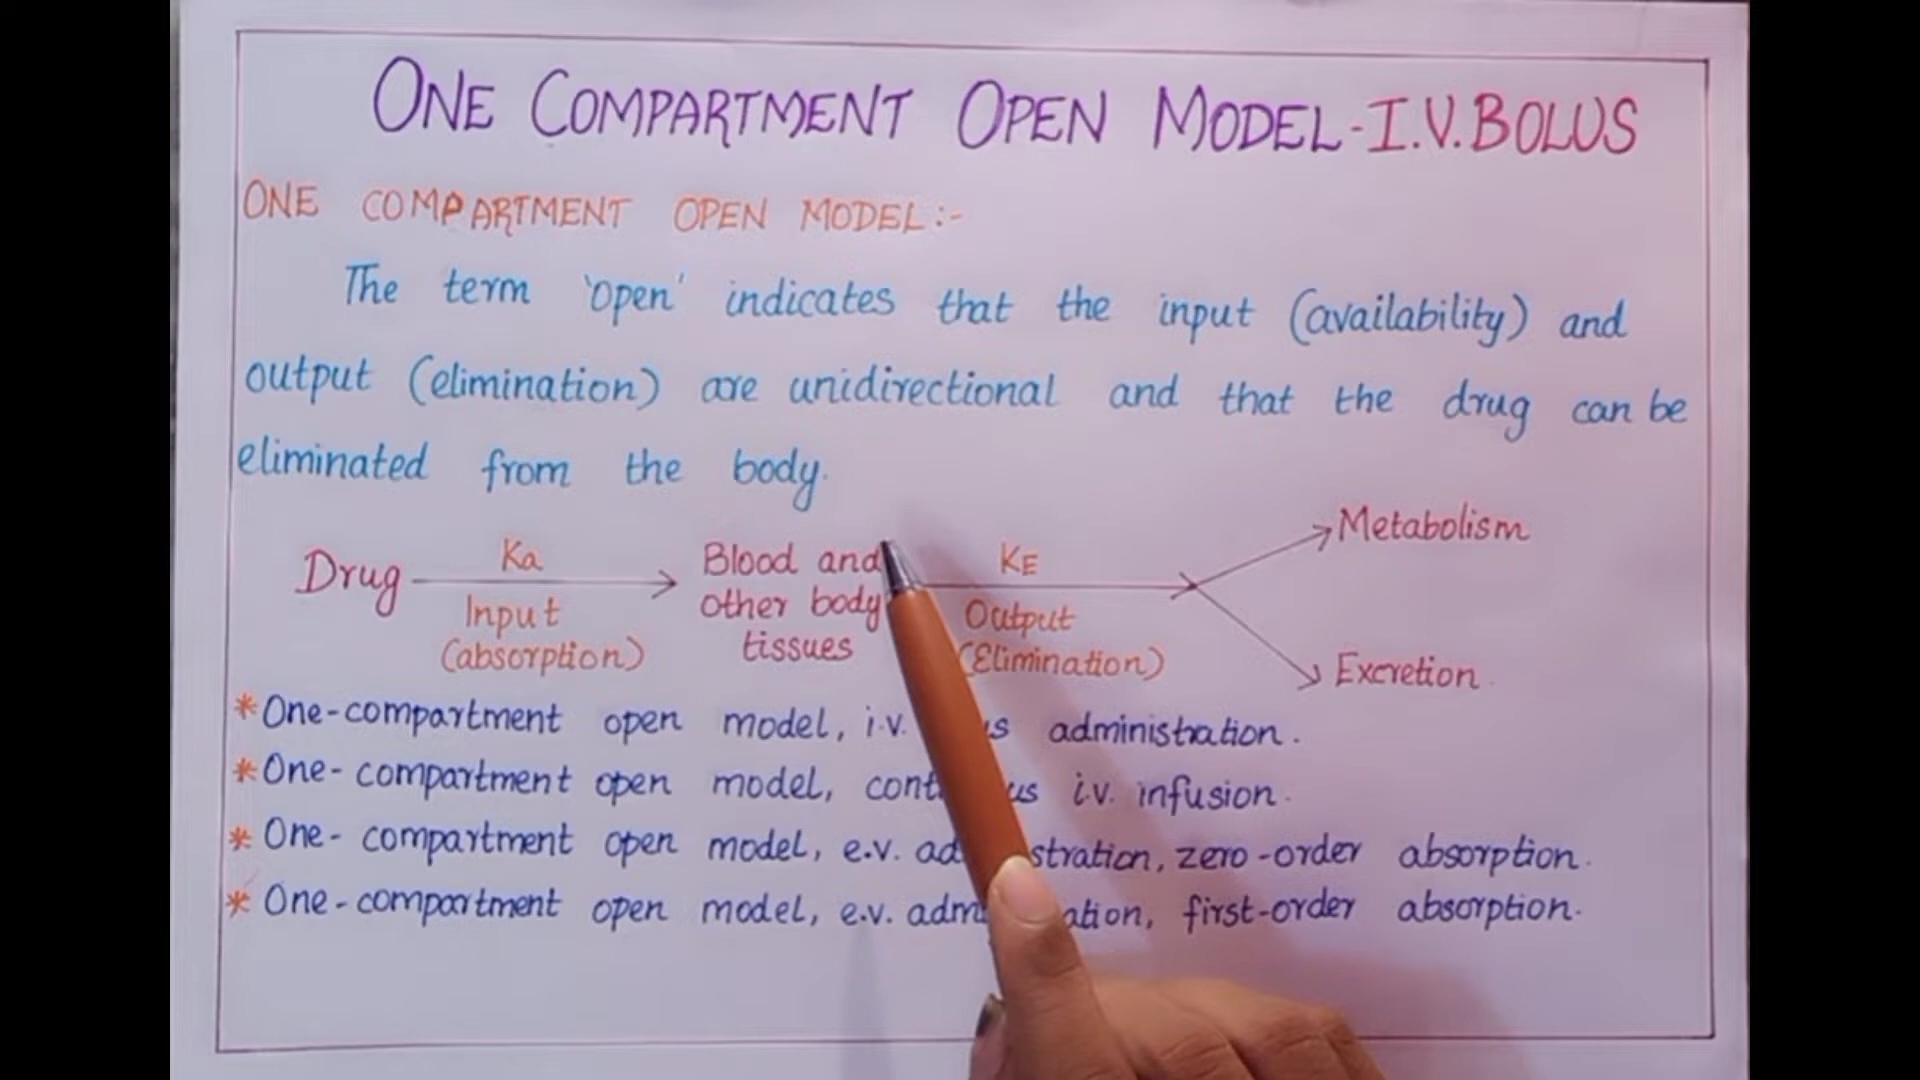 ONE COMPARTMENT OPEN MODEL-I.V.BOLUS
ONE COMPARTMENT OPEN MODEL:-
The term 'open' indicates that the input (availability) and
output (elimination) are unidirectional and that the drug can be
eliminated from the body.
Metabolism
Drug Ka Blood and KE
Input other body Output
(absorption) tissues (Elimination) Excretion
*One-compartment open model, i.v. administration.
*One-compartment open model, i.v. infusion.
*One-compartment open model, e.v. zero-order absorption.
*One-compartment open model, e.v. first-order absorption.